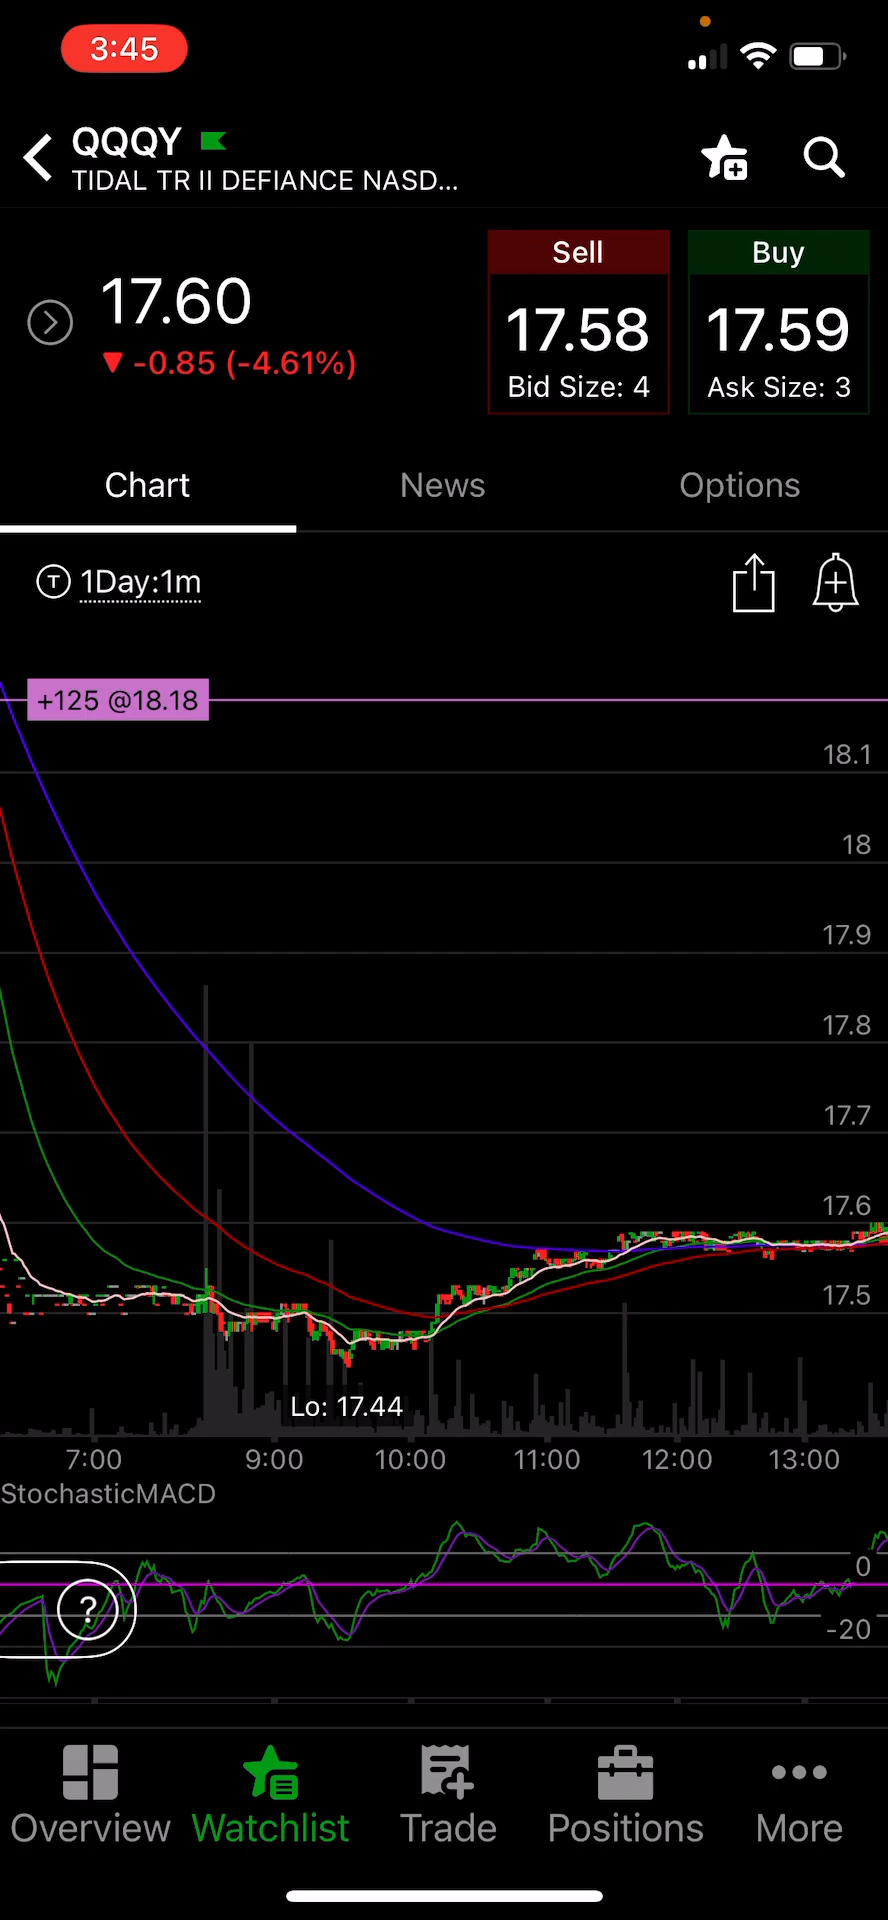 3:45
QQQY
TIDAL TR II DEFIANCE NASD...
17.60
-0.85 (-4.61%)
Sell
17.58
Bid Size: 4
Buy
17.59
Ask Size: 3
Chart
News
Options
T 1Day:1m
+125 @18.18
18.1
18
17.9
17.8
17.7
17.6
17.5
Lo: 17.44
7:00 9:00 10:00 11:00 12:00 13:00
StochasticMACD
0
?
-20
Overview
Watchlist
Trade
Positions
More